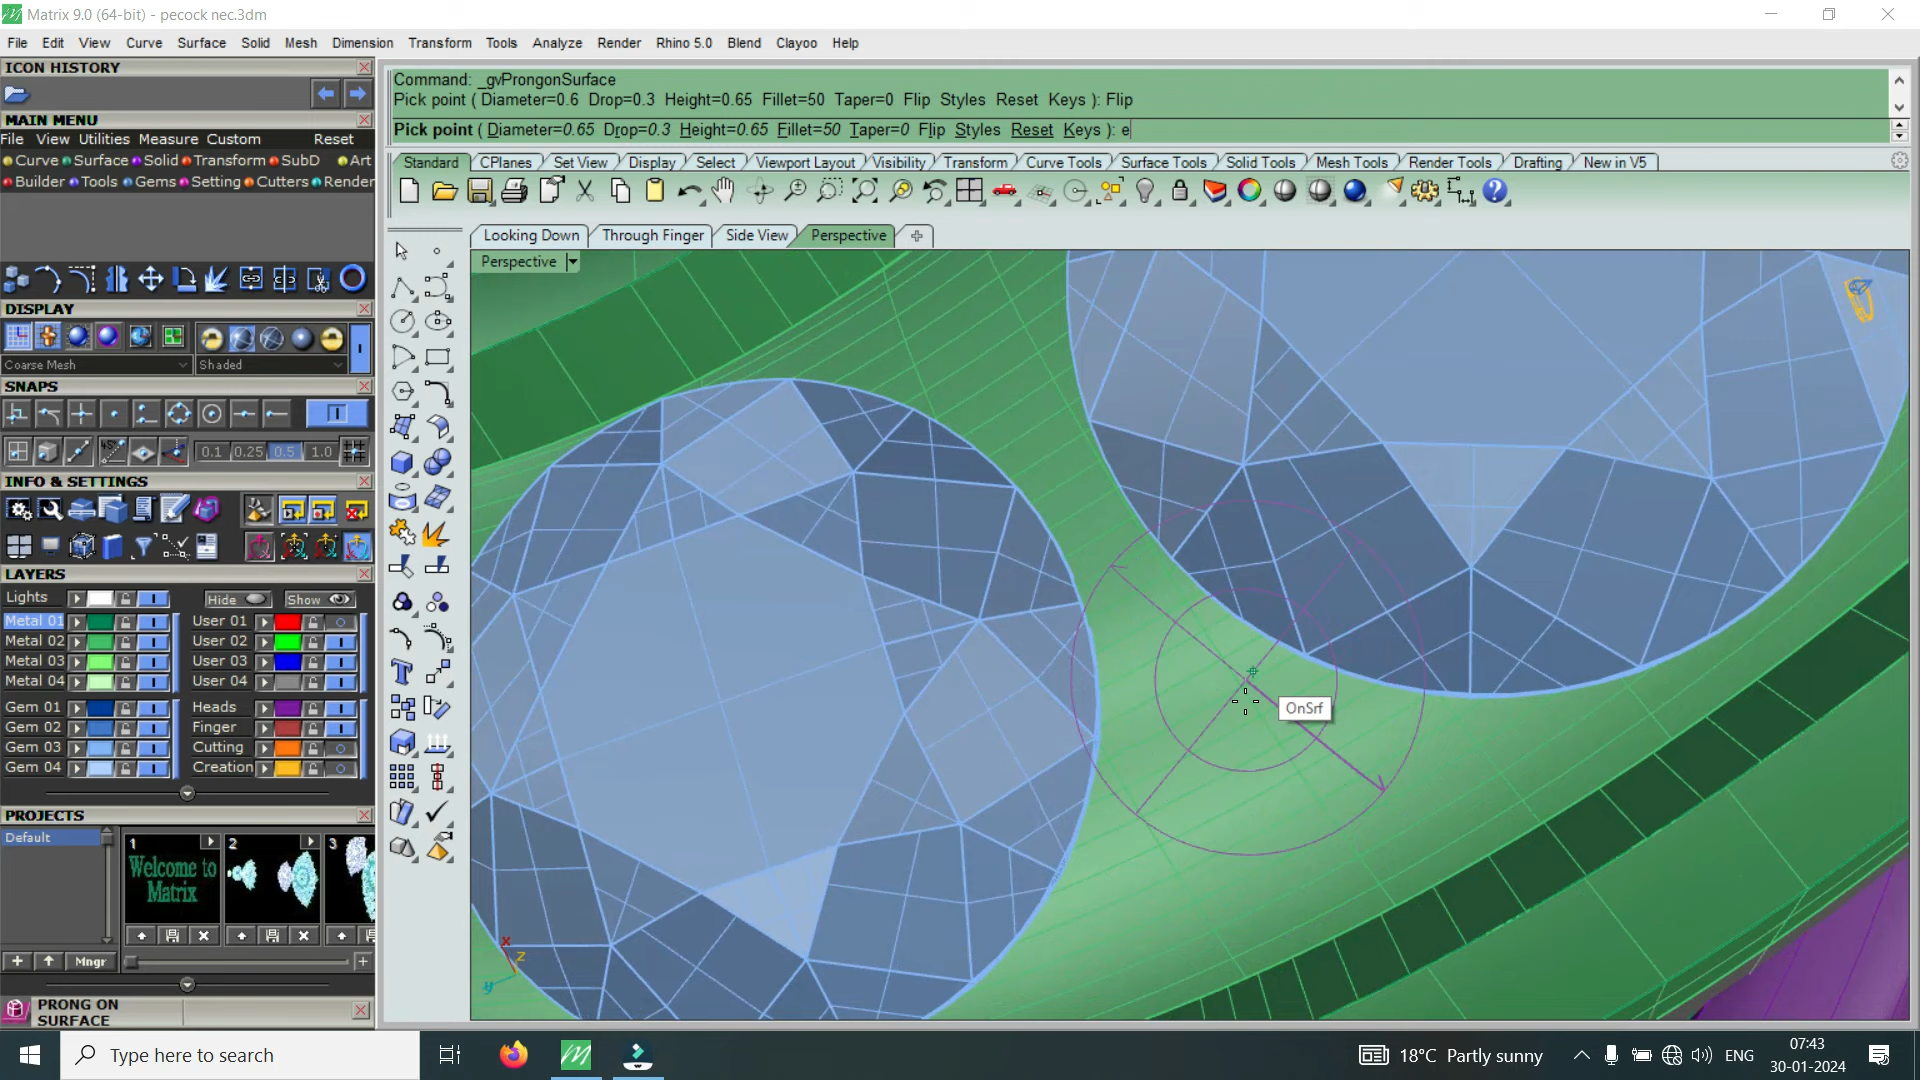 Matrix 9.0 (64-bit) - pecock nec.3dm
File Edit View Curve Surface Solid Mesh Dimension Transform Tools Analyze Render Rhino 5.0 Blend Clayoo Help
ICON HISTORY
MAIN MENU
File View Utilities Measure Custom Reset
Curve Surface Solid Transform SubD Art
Builder Tools Gems Setting Cutters Render
DISPLAY
Coarse Mesh Shaded
SNAPS
0.1 0.25 0.5 1.0
INFO & SETTINGS
LAYERS
Lights Hide Show
Metal 01 User 01
Metal 02 User 02
Metal 03 User 03
Metal 04 User 04
Gem 01 Heads
Gem 02 Finger
Gem 03 Cutting
Gem 04 Creation
PROJECTS
Default
1 2 3
Welcome to
Matrix
Mngr
PRONG ON
SURFACE
Command: _gvProngonSurface
Pick point ( Diameter=0.6 Drop=0.3 Height=0.65 Fillet=50 Taper=0 Flip Styles Reset Keys ): Flip
Pick point ( Diameter=0.65 Drop=0.3 Height=0.65 Fillet=50 Taper=0 Flip Styles Reset Keys ): e
Standard CPlanes Set View Display Select Viewport Layout Visibility Transform Curve Tools Surface Tools Solid Tools Mesh Tools Render Tools Drafting New in V5
Looking Down Through Finger Side View Perspective
Perspective
OnSrf
x
z
y
Type here to search
18°C Partly sunny
ENG
07:43
30-01-2024